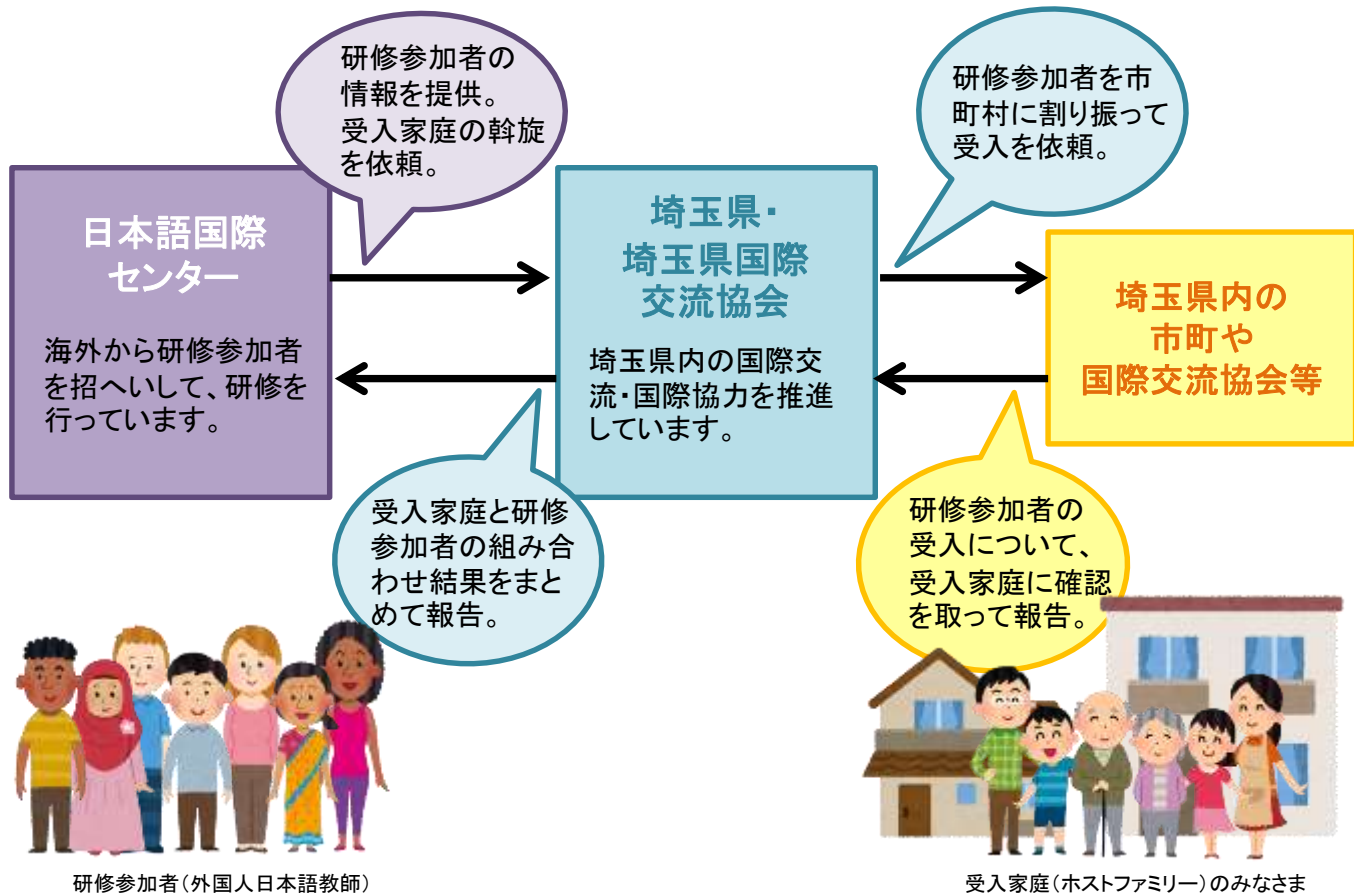 研修参加者の
情報を提供。
受入家庭の斡旋
を依頼。
研修参加者を市
町村に割り振って
受入を依頼。
日本語国際
センター
海外から研修参加者
を招へいして、研修を
行っています。
埼玉県・
埼玉県国際
交流協会
埼玉県内の国際交
流・国際協力を推進
しています。
埼玉県内の
市町や
国際交流協会等
受入家庭と研修
参加者の組み合
わせ結果をまと
めて報告。
研修参加者の
受入について、
受入家庭に確認
を取って報告。
研修参加者(外国人日本語教師)
受入家庭(ホストファミリー)のみなさま